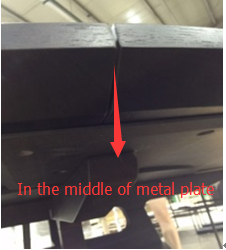 In the middle of metal plate